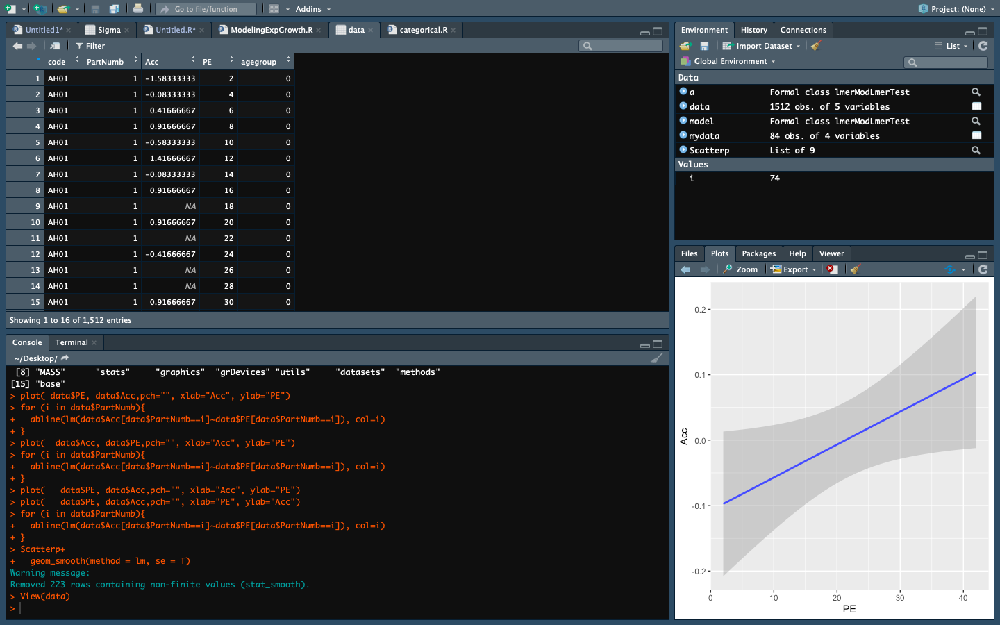 Go to file/function
Addins
Project: (None)
Untitled1*
Sigma
Untitled.R*
ModelingExpGrowth.R
data
categorical.R
Filter
code PartNumb Acc PE agegroup
1 AH01 1 -1.58333333 2 0
2 AH01 1 -0.08333333 4 0
3 AH01 1 0.41666667 6 0
4 AH01 1 0.91666667 8 0
5 AH01 1 -0.58333333 10 0
6 AH01 1 1.41666667 12 0
7 AH01 1 -0.08333333 14 0
8 AH01 1 0.91666667 16 0
9 AH01 1 NA 18 0
10 AH01 1 0.91666667 20 0
11 AH01 1 NA 22 0
12 AH01 1 -0.41666667 24 0
13 AH01 1 NA 26 0
14 AH01 1 NA 28 0
15 AH01 1 0.91666667 30 0
Showing 1 to 16 of 1,512 entries
Console Terminal
~/Desktop/
[8] "MASS" "stats" "graphics" "grDevices" "utils" "datasets" "methods"
[15] "base"
> plot( data$PE, data$Acc,pch="", xlab="Acc", ylab="PE")
> for (i in data$PartNumb){
+   abline(lm(data$Acc[data$PartNumb==i]~data$PE[data$PartNumb==i]), col=i)
+ }
> plot(  data$Acc, data$PE,pch="", xlab="Acc", ylab="PE")
> for (i in data$PartNumb){
+   abline(lm(data$Acc[data$PartNumb==i]~data$PE[data$PartNumb==i]), col=i)
+ }
> plot(   data$PE, data$Acc,pch="", xlab="Acc", ylab="PE")
> plot(   data$PE, data$Acc,pch="", xlab="PE", ylab="Acc")
> for (i in data$PartNumb){
+   abline(lm(data$Acc[data$PartNumb==i]~data$PE[data$PartNumb==i]), col=i)
+ }
> Scatterp+
+   geom_smooth(method = lm, se = T)
Warning message:
Removed 223 rows containing non-finite values (stat_smooth).
> View(data)
>
Environment History Connections
Import Dataset
List
Global Environment
Data
a Formal class lmerModLmerTest
data 1512 obs. of 5 variables
model Formal class lmerModLmerTest
mydata 84 obs. of 4 variables
Scatterp List of 9
Values
i 74
Files Plots Packages Help Viewer
Zoom Export
0.2
0.1
0.0
-0.1
-0.2
Acc
0 10 20 30 40
PE